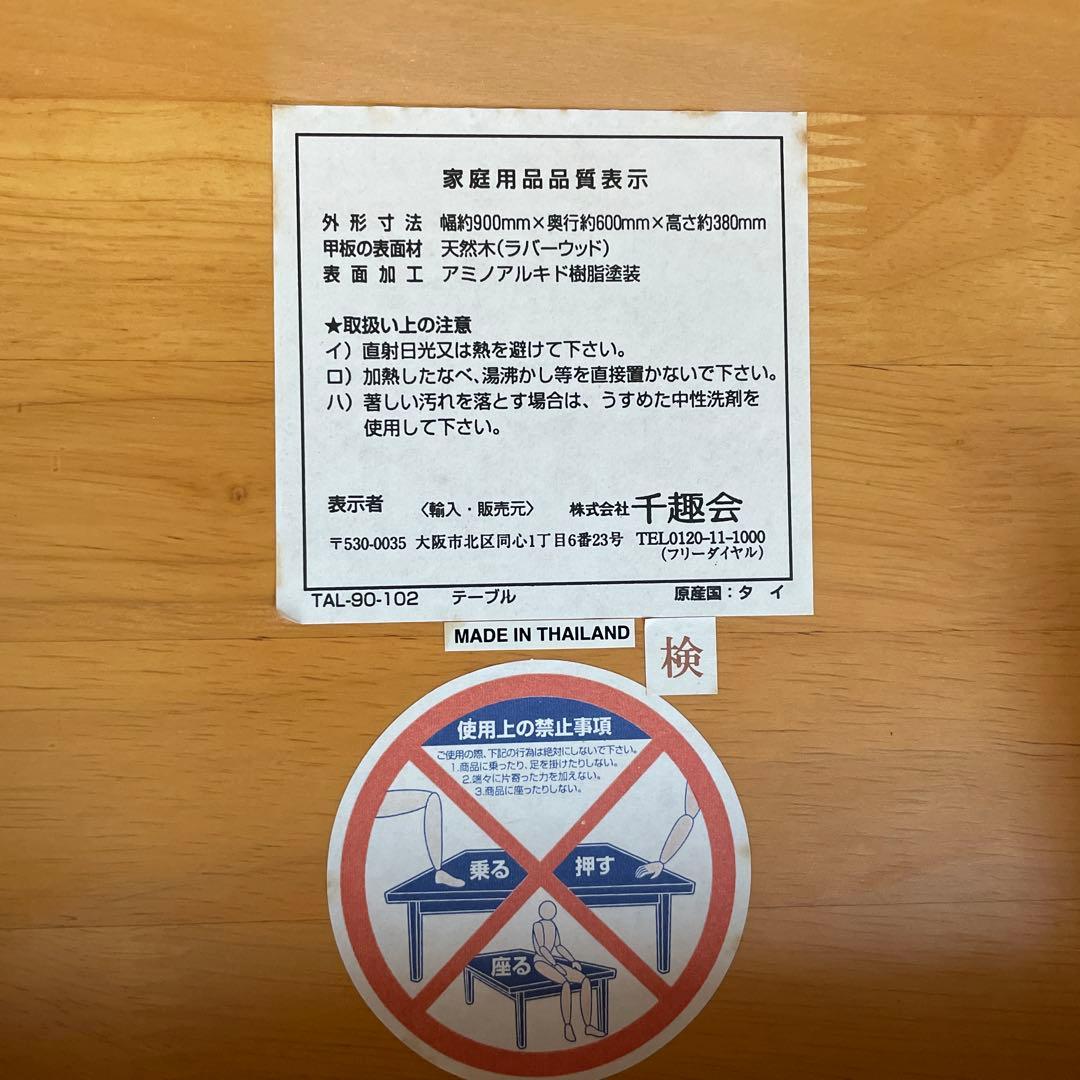 家庭用品品質表示
外形寸法 幅約900mm×奥行約600mm×高さ約380mm
甲板の表面材 天然木(ラバーウッド)
表面加工 アミノアルキド樹脂塗装
★取扱い上の注意
イ) 直射日光又は熱を避けて下さい。
ロ) 加熱したなべ、湯沸かし等を直接置かないで下さい。
ハ) 著しい汚れを落とす場合は、うすめた中性洗剤を
使用して下さい。
表示者 〈輸入・販売元〉 株式会社千趣会
〒530-0035 大阪市北区同心1丁目6番23号 TEL0120-11-1000
(フリーダイヤル)
TAL-90-102 テーブル 原産国:タイ
MADE IN THAILAND
検
使用上の禁止事項
ご使用の際、下記の行為は絶対にしないで下さい。
1.商品に乗ったり、足を掛けたりしない。
2.端々に片寄った力を加えない。
3.商品に座ったりしない。
乗る 押す
座る